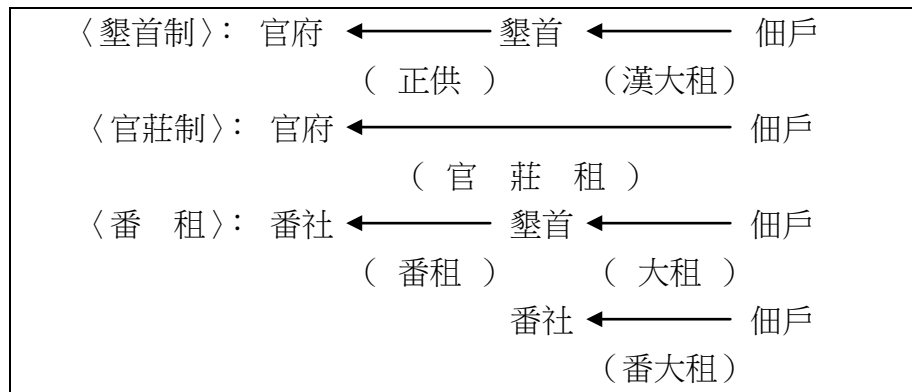 〈墾首制〉： 官府 ← 墾首 ← 佃戶
（ 正供 ） （漢大租）
〈官莊制〉： 官府 ← 佃戶
（ 官 莊 租 ）
〈番 租〉： 番社 ← 墾首 ← 佃戶
（ 番租 ） （ 大租 ）
番社 ← 佃戶
（番大租）